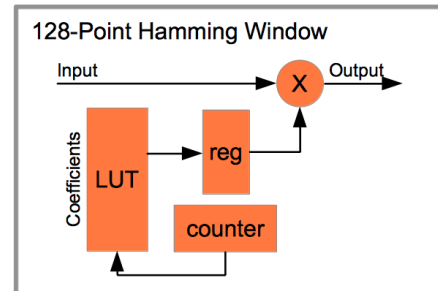 128-Point Hamming Window
Input
Output
X
Coefficients
LUT
reg
counter